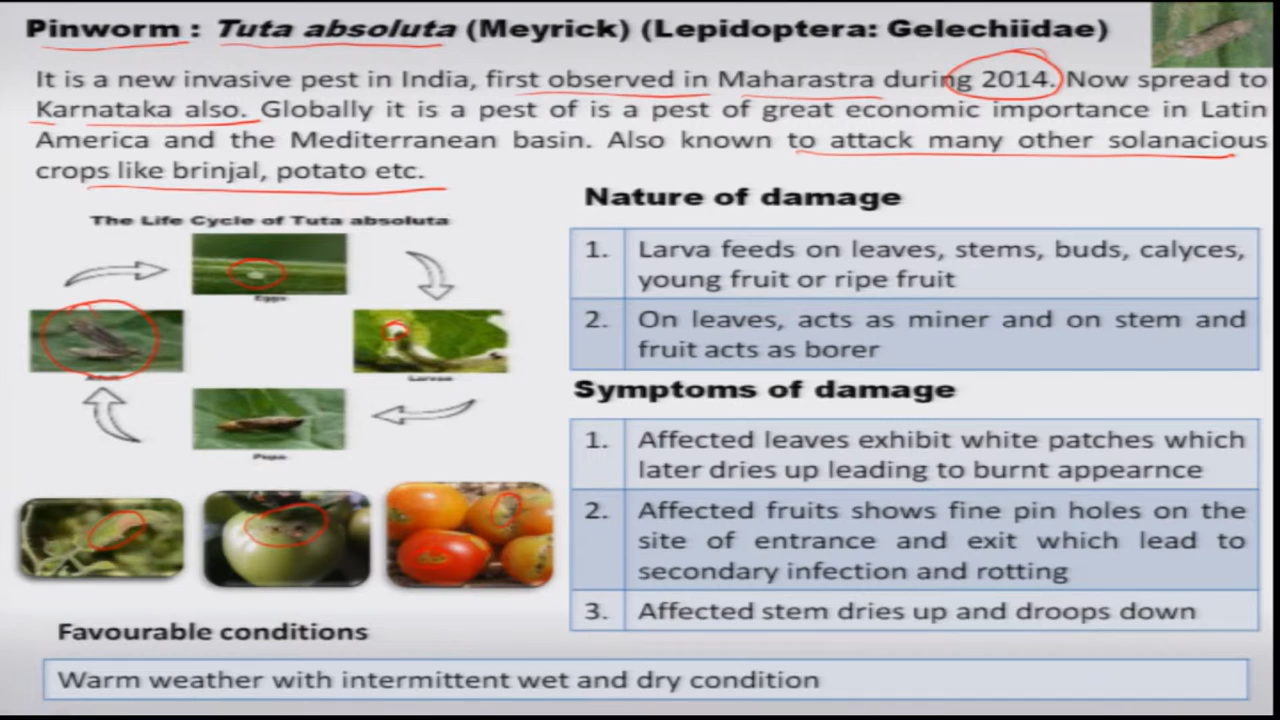 Pinworm : Tuta absoluta (Meyrick) (Lepidoptera: Gelechiidae)
It is a new invasive pest in India, first observed in Maharastra during 2014. Now spread to
Karnataka also. Globally it is a pest of is a pest of great economic importance in Latin
America and the Mediterranean basin. Also known to attack many other solanacious
crops like brinjal, potato etc.
The Life Cycle of Tuta absoluta
Eggs
Adult
Larvae
Pupa
Nature of damage
1. Larva feeds on leaves, stems, buds, calyces,
young fruit or ripe fruit
2. On leaves, acts as miner and on stem and
fruit acts as borer
Symptoms of damage
1. Affected leaves exhibit white patches which
later dries up leading to burnt appearnce
2. Affected fruits shows fine pin holes on the
site of entrance and exit which lead to
secondary infection and rotting
3. Affected stem dries up and droops down
Favourable conditions
Warm weather with intermittent wet and dry condition